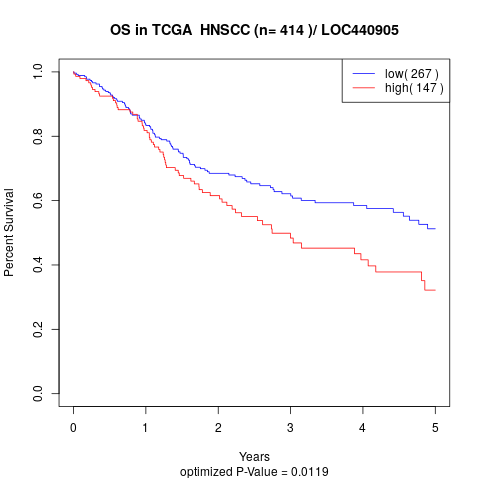 OS in TCGA  HNSCC (n= 414 )/ LOC440905
low( 267 )
high( 147 )
Percent Survival
1.0
0.8
0.6
0.4
0.2
0.0
0 1 2 3 4 5
Years
optimized P-Value = 0.0119